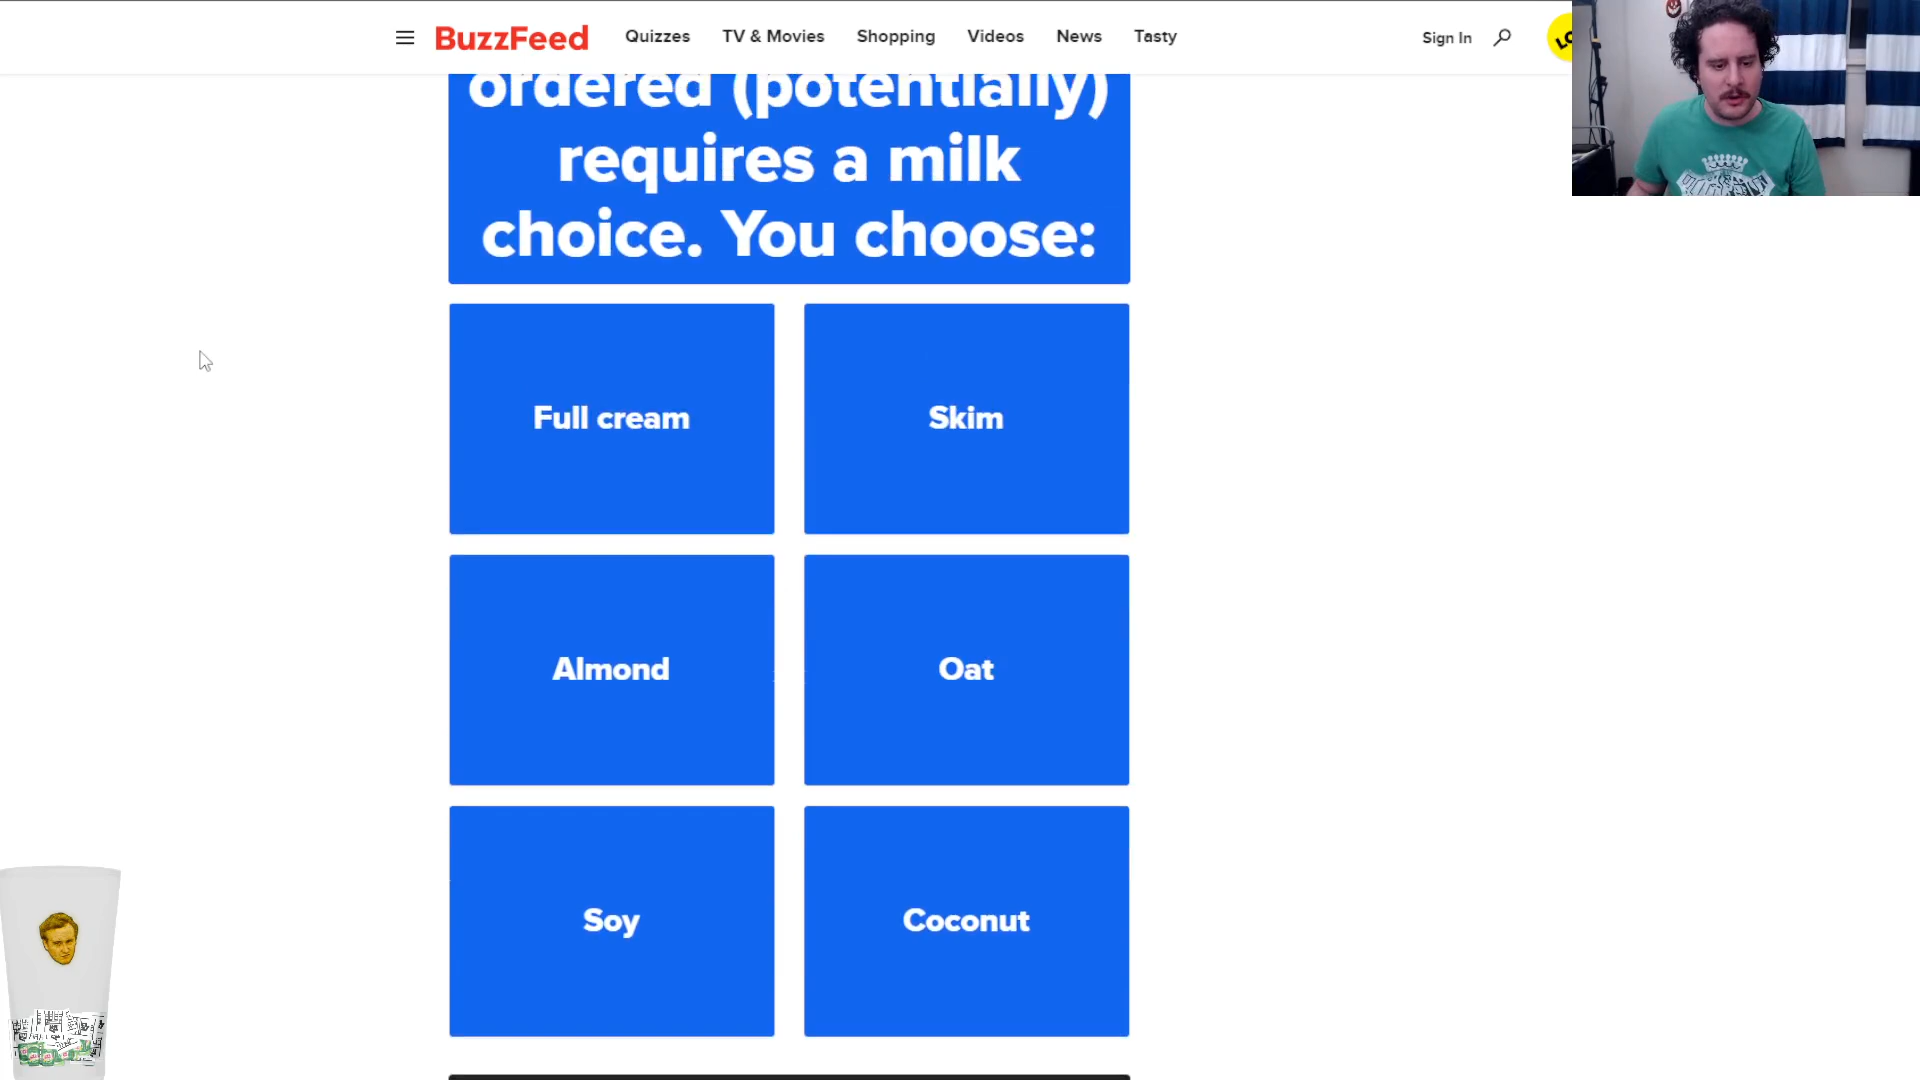 BuzzFeed
Quizzes
TV & Movies
Shopping
Videos
News
Tasty
Sign In
ordered (potentially)
requires a milk
choice. You choose:
Full cream
Skim
Almond
Oat
Soy
Coconut